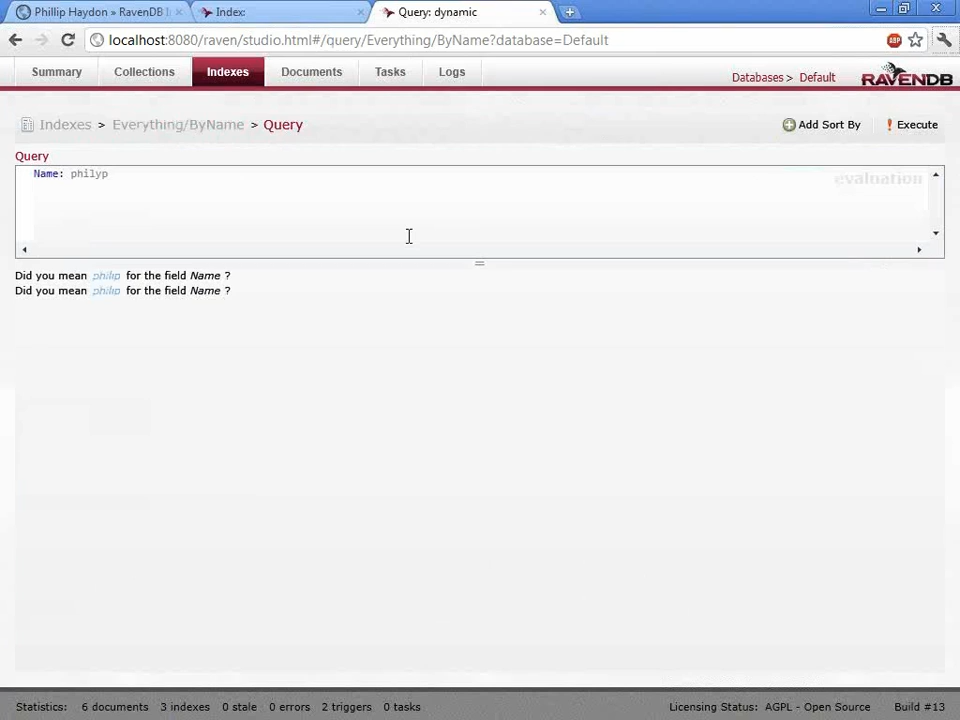 Phillip Haydon » RavenDB
Index:
Query: dynamic
localhost:8080/raven/studio.html#/query/Everything/ByName?database=Default
ABP
Summary Collections Indexes Documents Tasks Logs
Databases > Default
RAVENDB
Indexes > Everything/ByName > Query
Add Sort By
Execute
Query
Name: philyp
evaluation
Did you mean philip for the field Name ?
Did you mean philip for the field Name ?
Statistics: 6 documents 3 indexes 0 stale 0 errors 2 triggers 0 tasks
Licensing Status: AGPL - Open Source Build #13